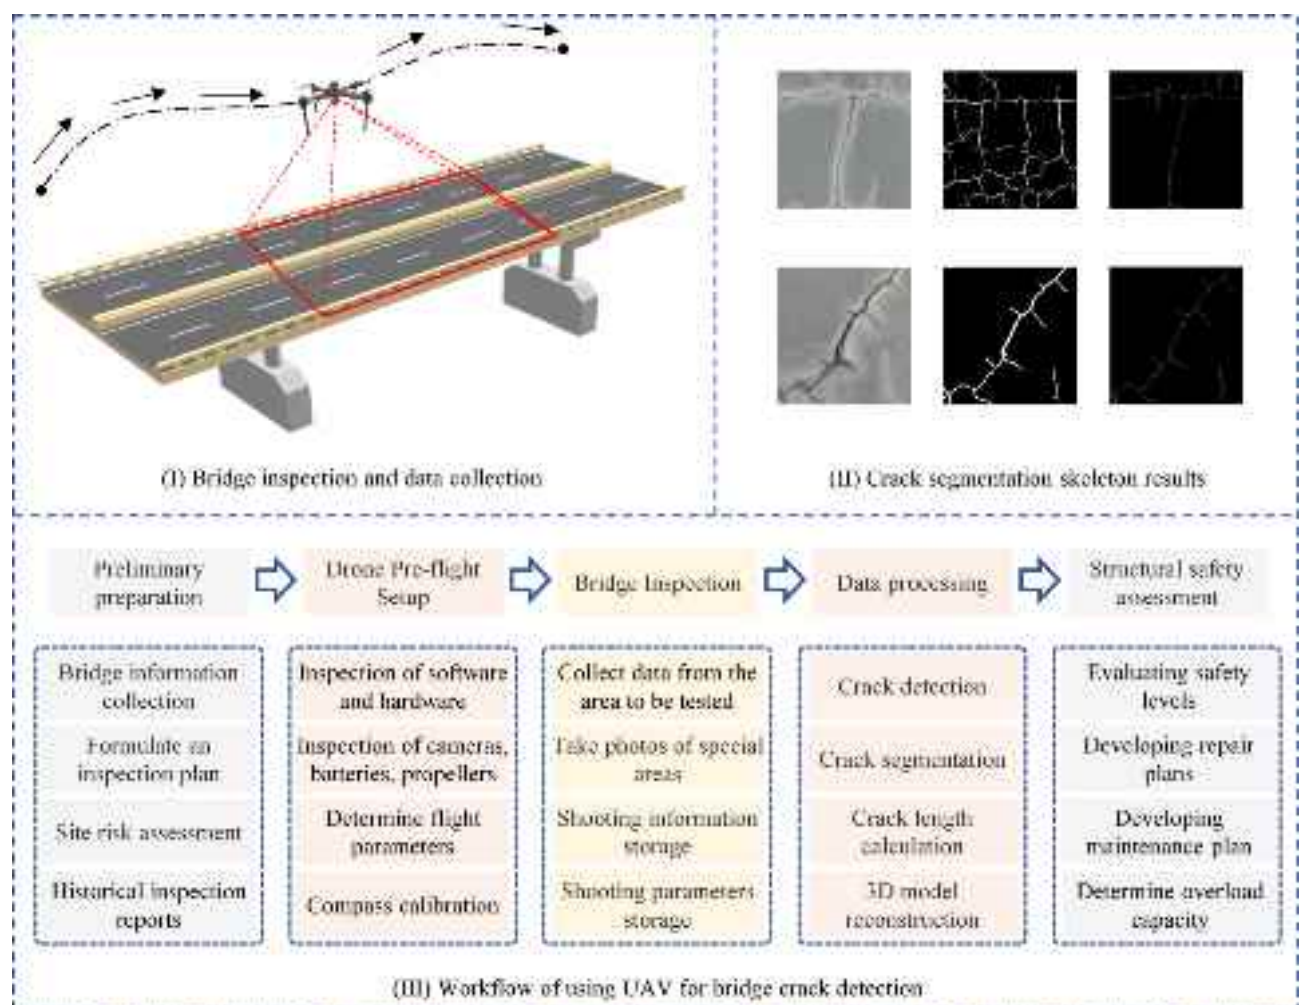 (I) Bridge inspection and data collection
(II) Crack segmentation skeleton results
Preliminary
preparation
Drone Pre-flight
Setup
Bridge Inspection
Data processing
Structural safety
assessment
Bridge information
collection
Formulate an
inspection plan
Site risk assessment
Historical inspection
reports
Inspection of software
and hardware
Inspection of cameras,
batteries, propellers
Determine flight
parameters
Compass calibration
Collect data from the
area to be tested
Take photos of special
areas
Shooting information
storage
Shooting parameters
storage
Crack detection
Crack segmentation
Crack length
calculation
3D model
reconstruction
Evaluating safety
levels
Developing repair
plans
Developing
maintenance plan
Determine overload
capacity
(III) Workflow of using UAV for bridge crack detection